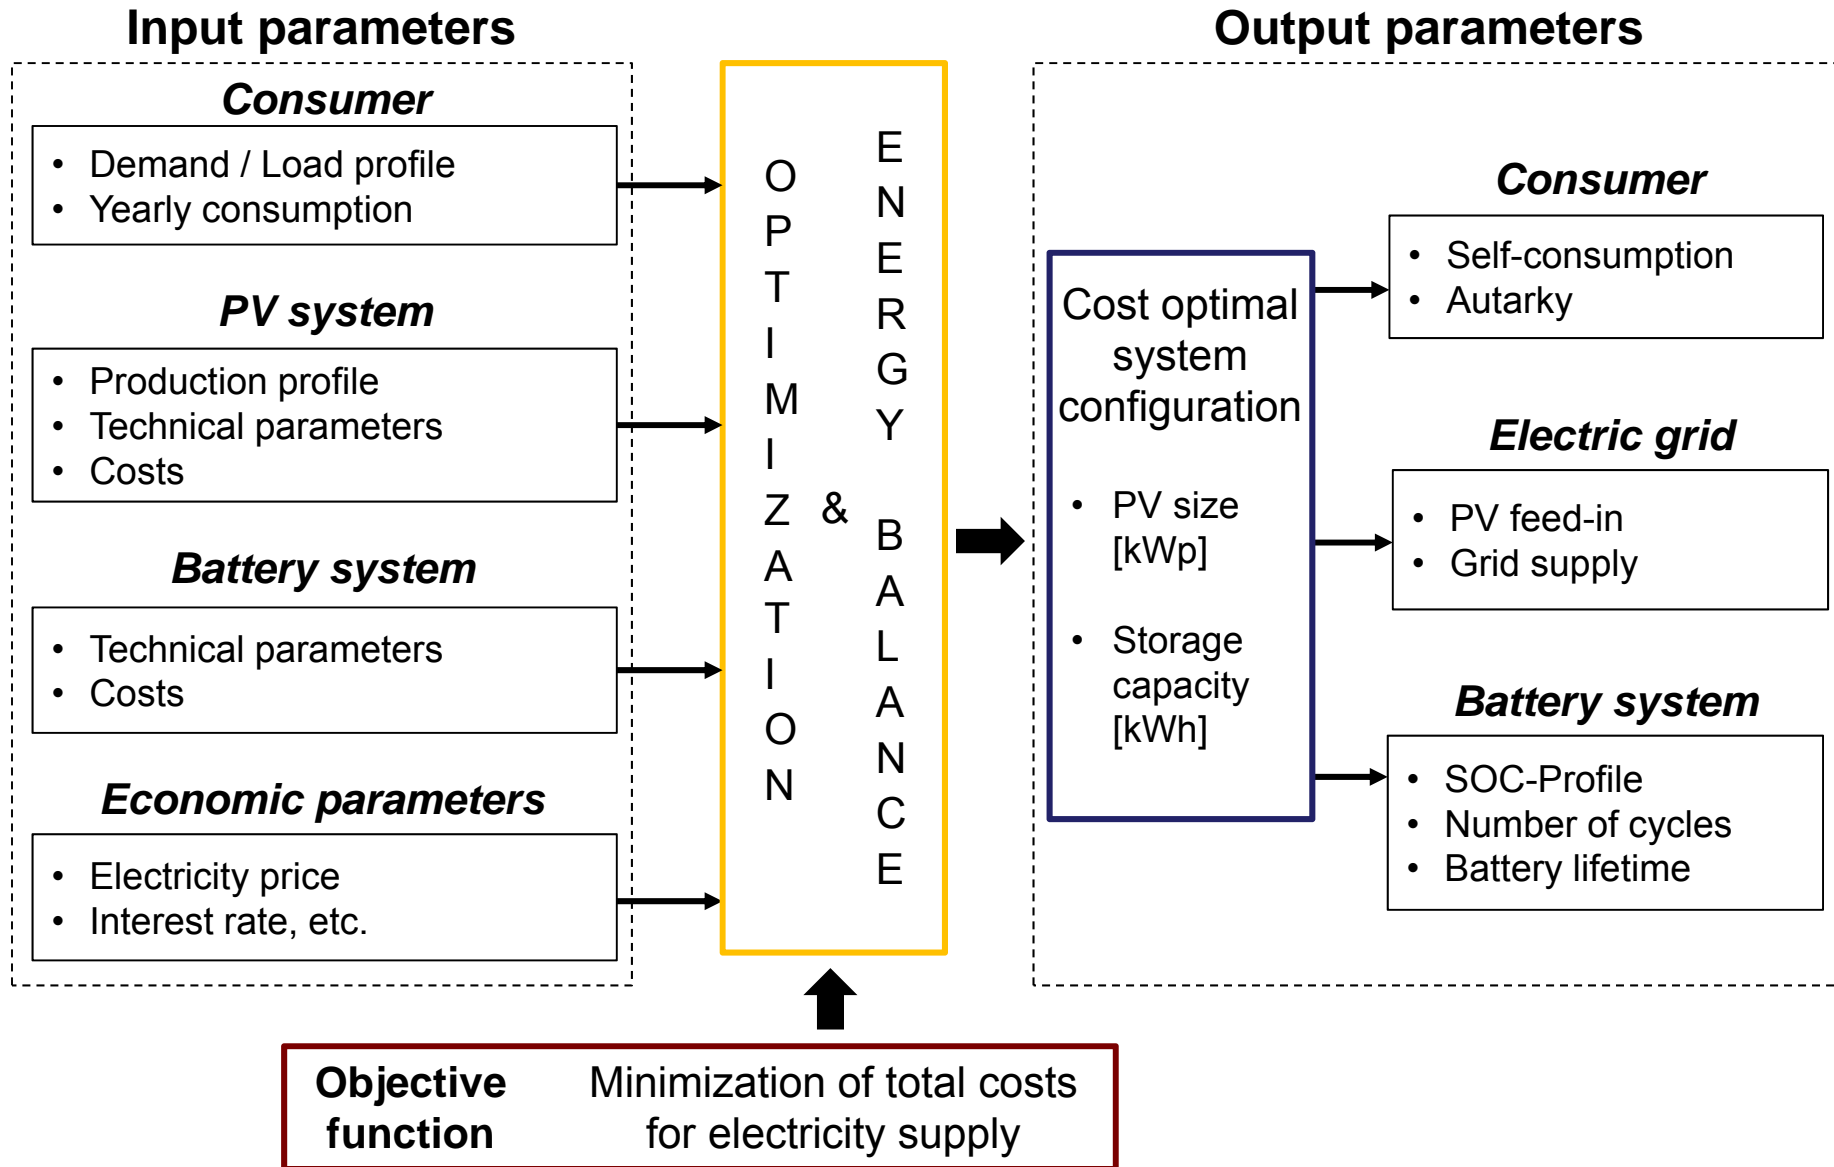 Input parameters
Consumer
• Demand / Load profile
• Yearly consumption
PV system
• Production profile
• Technical parameters
• Costs
Battery system
• Technical parameters
• Costs
Economic parameters
• Electricity price
• Interest rate, etc.
OPTIMIZATION
&
ENERGY BALANCE
Objective
function
Minimization of total costs
for electricity supply
Output parameters
Cost optimal
system
configuration
• PV size
[kWp]
• Storage
capacity
[kWh]
Consumer
• Self-consumption
• Autarky
Electric grid
• PV feed-in
• Grid supply
Battery system
• SOC-Profile
• Number of cycles
• Battery lifetime